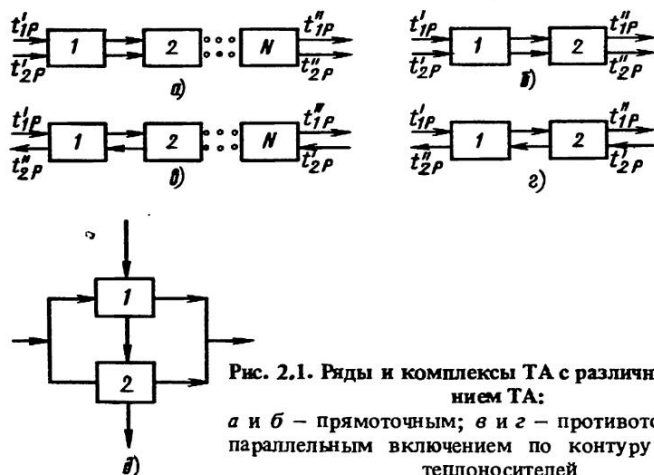 t'1P t''1P t'1P t''1P
1 2 N 1 2
t'2P t''2P t'2P t''2P
а) б)
t'1P t''1P t'1P t''1P
1 2 N 1 2
t''2P t'2P t''2P t'2P
в) г)
1
2
д)
Рис. 2.1. Ряды и комплексы ТА с различн
нием ТА:
а и б – прямоточным; в и г – противото
параллельным включением по контуру
теплоносителей